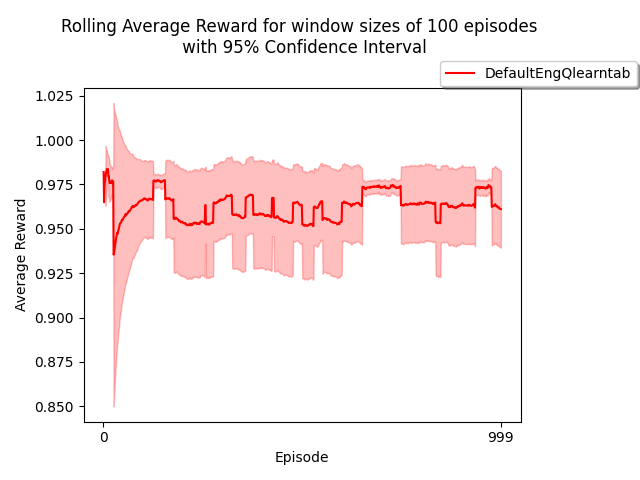 Rolling Average Reward for window sizes of 100 episodes
with 95% Confidence Interval
DefaultEngQlearntab
1.025
1.000
0.975
0.950
0.925
0.900
0.875
0.850
Average Reward
0
999
Episode